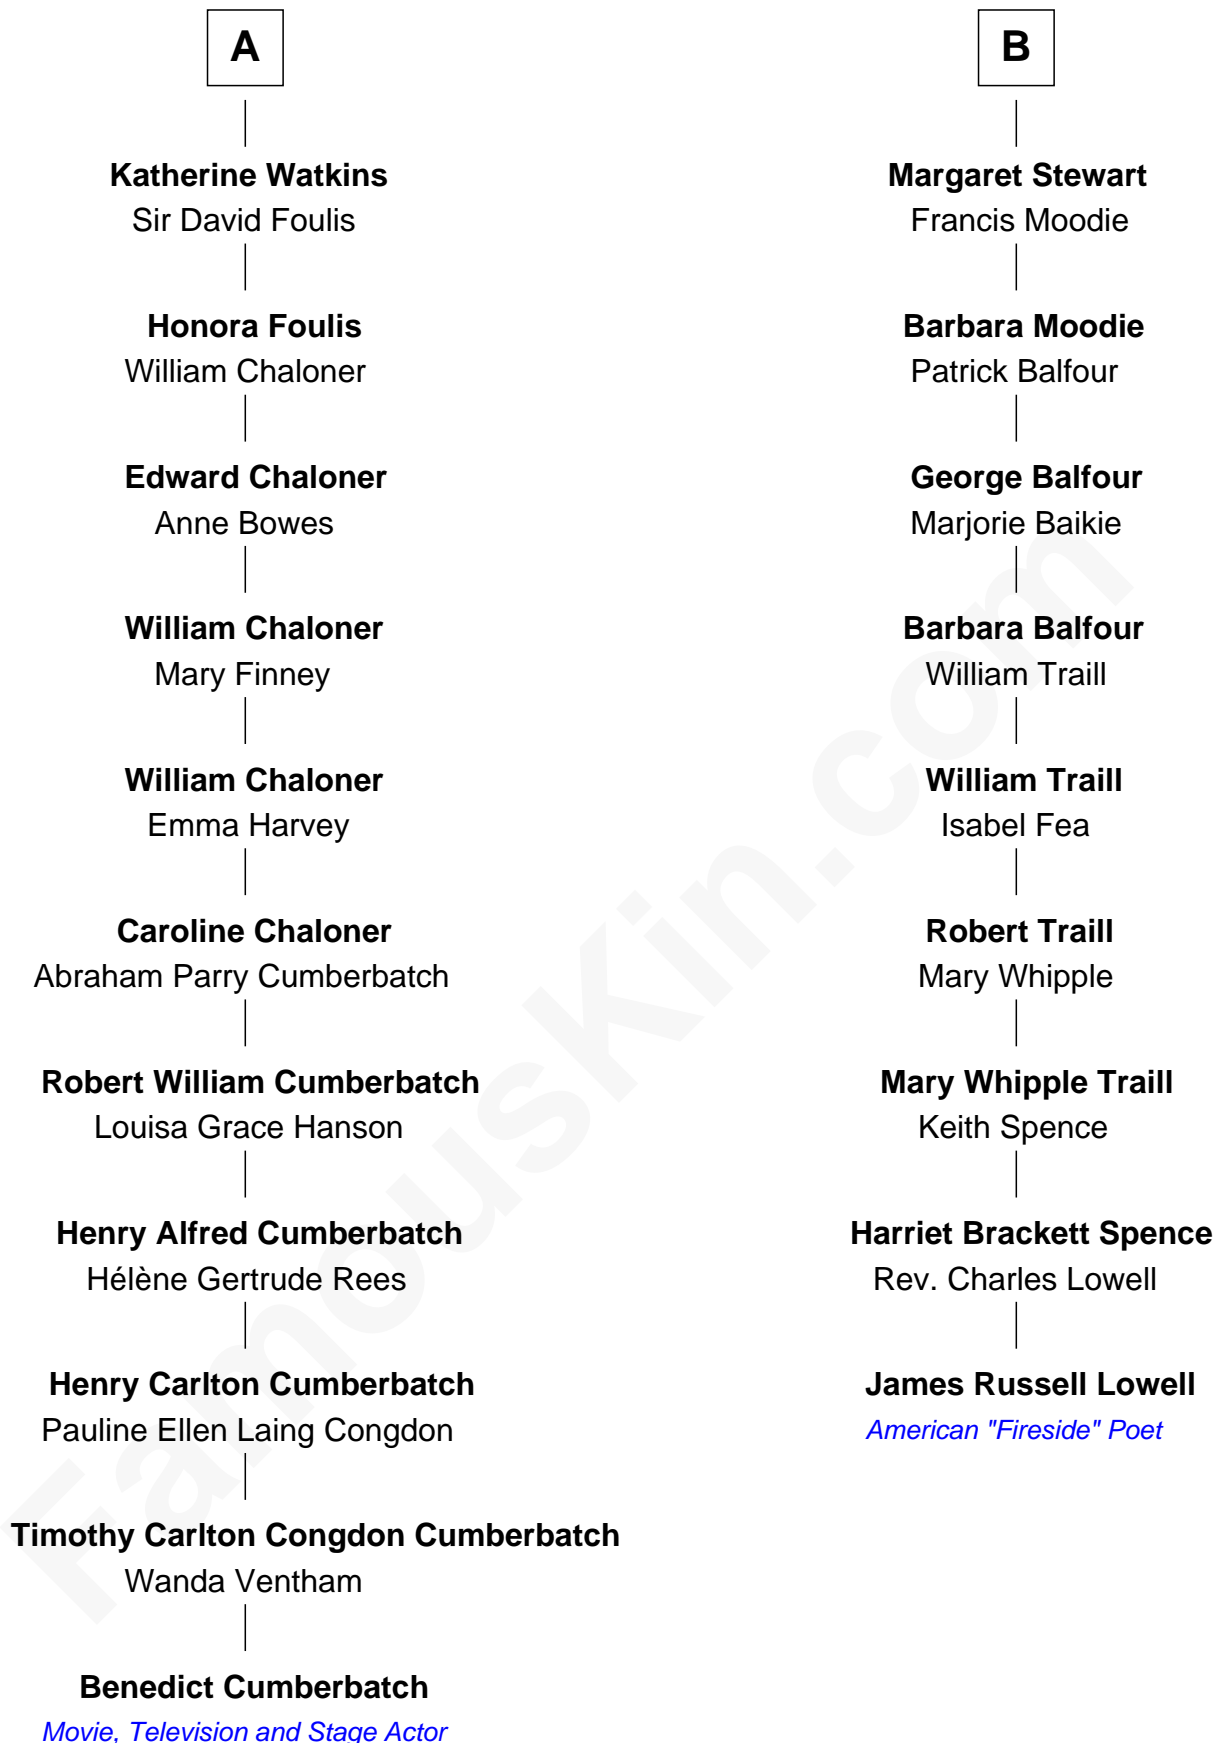 A
Katherine Watkins
Sir David Foulis
Honora Foulis
William Chaloner
Edward Chaloner
Anne Bowes
William Chaloner
Mary Finney
William Chaloner
Emma Harvey
Caroline Chaloner
Abraham Parry Cumberbatch
Robert William Cumberbatch
Louisa Grace Hanson
Henry Alfred Cumberbatch
Hélène Gertrude Rees
Henry Carlton Cumberbatch
Pauline Ellen Laing Congdon
Timothy Carlton Congdon Cumberbatch
Wanda Ventham
Benedict Cumberbatch
Movie, Television and Stage Actor
B
Margaret Stewart
Francis Moodie
Barbara Moodie
Patrick Balfour
George Balfour
Marjorie Baikie
Barbara Balfour
William Traill
William Traill
Isabel Fea
Robert Traill
Mary Whipple
Mary Whipple Traill
Keith Spence
Harriet Brackett Spence
Rev. Charles Lowell
James Russell Lowell
American "Fireside" Poet
FamousKin.com